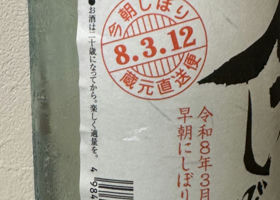 今朝しぼり
8.3.12
蔵元直送便
令和8年3月
早朝にしぼり
●お酒は二十歳になってから。楽しく適量を。
4 984